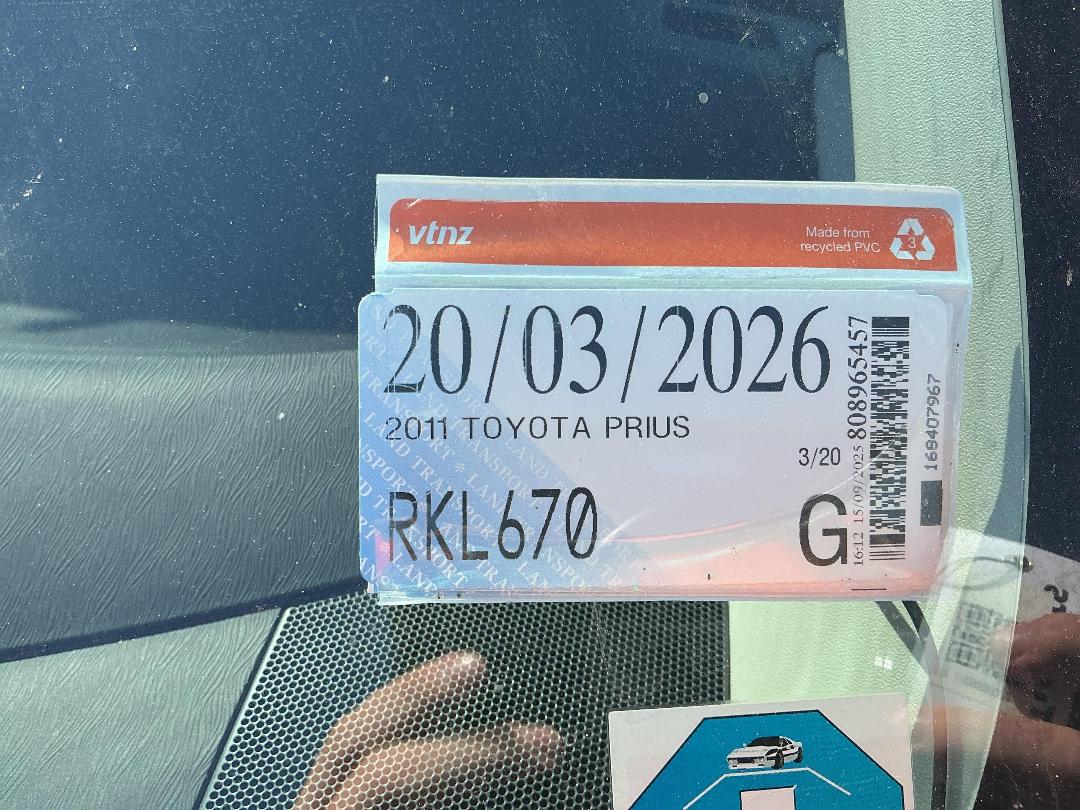 vtnz
Made from
recycled PVC
3
20/03/2026
2011 TOYOTA PRIUS
3/20
RKL670
G
16:12 15/09/2025 808965457
168407967